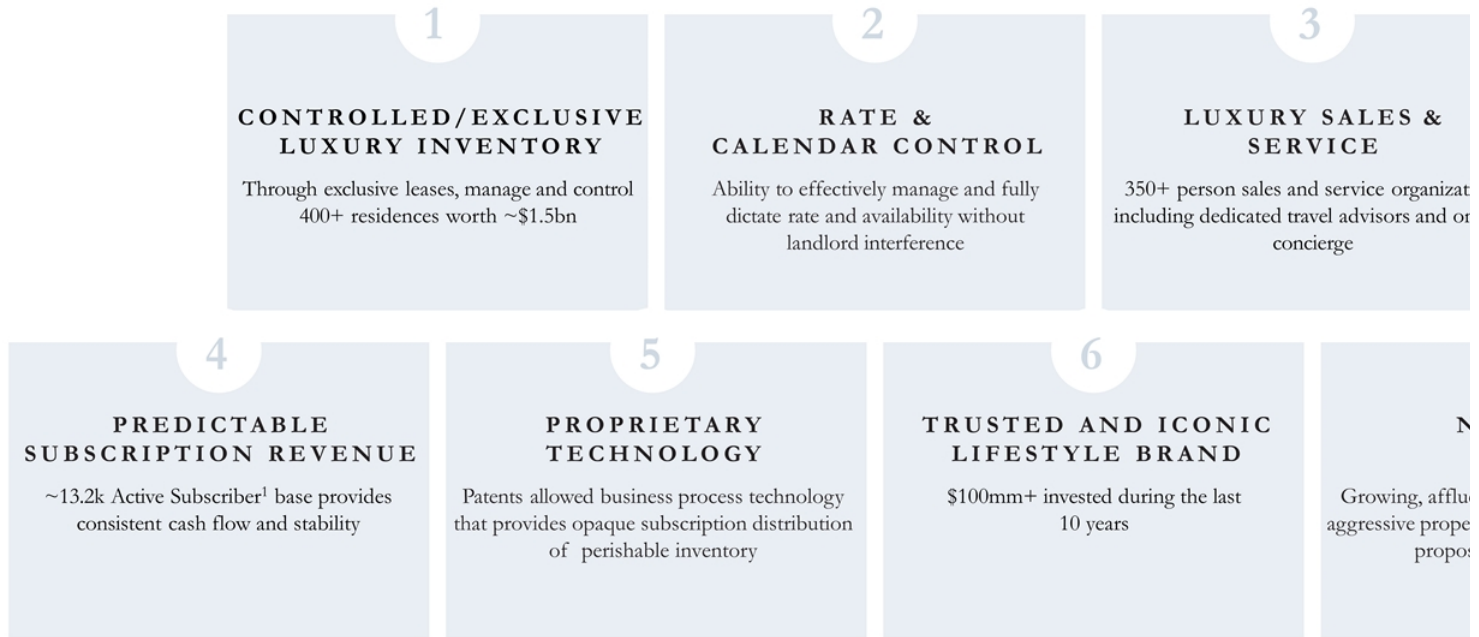 1
CONTROLLED/EXCLUSIVE
LUXURY INVENTORY
Through exclusive leases, manage and control
400+ residences worth ~$1.5bn
2
RATE &
CALENDAR CONTROL
Ability to effectively manage and fully
dictate rate and availability without
landlord interference
3
LUXURY SALES &
SERVICE
350+ person sales and service
including dedicated travel advisors and
concierge
4
PREDICTABLE
SUBSCRIPTION REVENUE
~13.2k Active Subscriber¹ base provides
consistent cash flow and stability
5
PROPRIETARY
TECHNOLOGY
Patents allowed business process technology
that provides opaque subscription distribution
of perishable inventory
6
TRUSTED AND ICONIC
LIFESTYLE BRAND
$100mm+ invested during the last
10 years
Growing,
aggressive